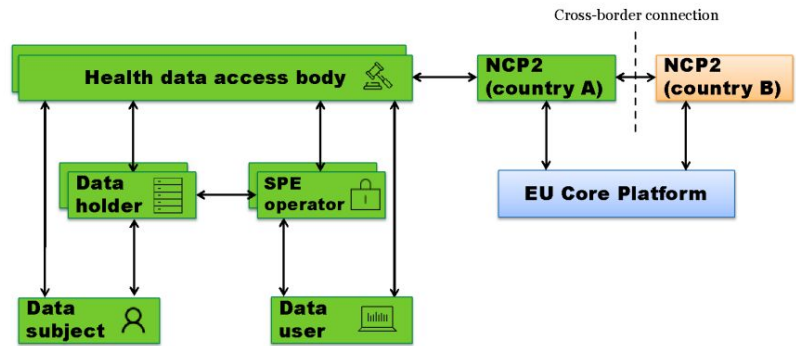 Cross-border connection
Health data access body
NCP2
(country A)
NCP2
(country B)
Data
holder
SPE
operator
EU Core Platform
Data
subject
Data
user